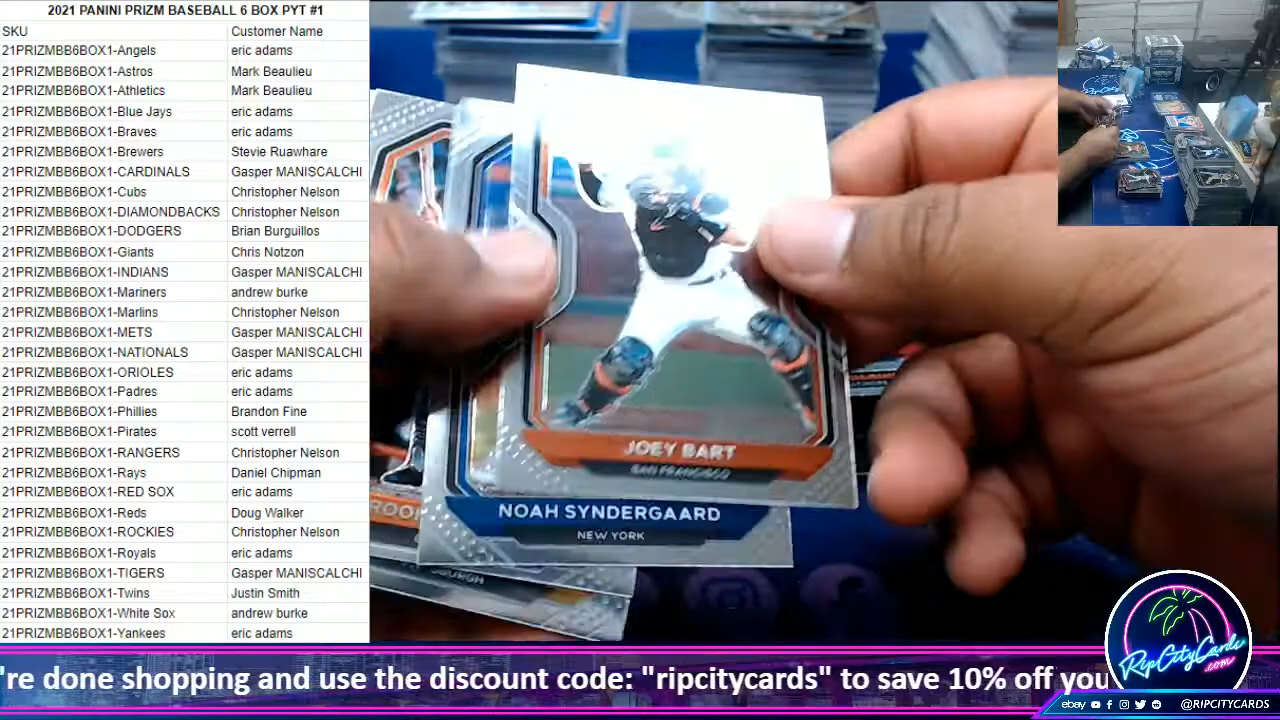 2021 PANINI PRIZM BASEBALL 6 BOX PYT #1
SKU Customer Name
21PRIZMBB6BOX1-Angels eric adams
21PRIZMBB6BOX1-Astros Mark Beaulieu
21PRIZMBB6BOX1-Athletics Mark Beaulieu
21PRIZMBB6BOX1-Blue Jays eric adams
21PRIZMBB6BOX1-Braves eric adams
21PRIZMBB6BOX1-Brewers Stevie Ruawhare
21PRIZMBB6BOX1-CARDINALS Gasper MANISCALCHI
21PRIZMBB6BOX1-Cubs Christopher Nelson
21PRIZMBB6BOX1-DIAMONDBACKS Christopher Nelson
21PRIZMBB6BOX1-DODGERS Brian Burguillos
21PRIZMBB6BOX1-Giants Chris Notzon
21PRIZMBB6BOX1-INDIANS Gasper MANISCALCHI
21PRIZMBB6BOX1-Mariners andrew burke
21PRIZMBB6BOX1-Marlins Christopher Nelson
21PRIZMBB6BOX1-METS Gasper MANISCALCHI
21PRIZMBB6BOX1-NATIONALS Gasper MANISCALCHI
21PRIZMBB6BOX1-ORIOLES eric adams
21PRIZMBB6BOX1-Padres eric adams
21PRIZMBB6BOX1-Phillies Brandon Fine
21PRIZMBB6BOX1-Pirates scott verrell
21PRIZMBB6BOX1-RANGERS Christopher Nelson
21PRIZMBB6BOX1-Rays Daniel Chipman
21PRIZMBB6BOX1-RED SOX eric adams
21PRIZMBB6BOX1-Reds Doug Walker
21PRIZMBB6BOX1-ROCKIES Christopher Nelson
21PRIZMBB6BOX1-Royals eric adams
21PRIZMBB6BOX1-TIGERS Gasper MANISCALCHI
21PRIZMBB6BOX1-Twins Justin Smith
21PRIZMBB6BOX1-White Sox andrew burke
21PRIZMBB6BOX1-Yankees eric adams
JOEY BART
SAN FRANCISCO
NOAH SYNDERGAARD
NEW YORK
're done shopping and use the discount code: "ripcitycards" to save 10% off you
RipCityCards
.com
ebay @RIPCITYCARDS